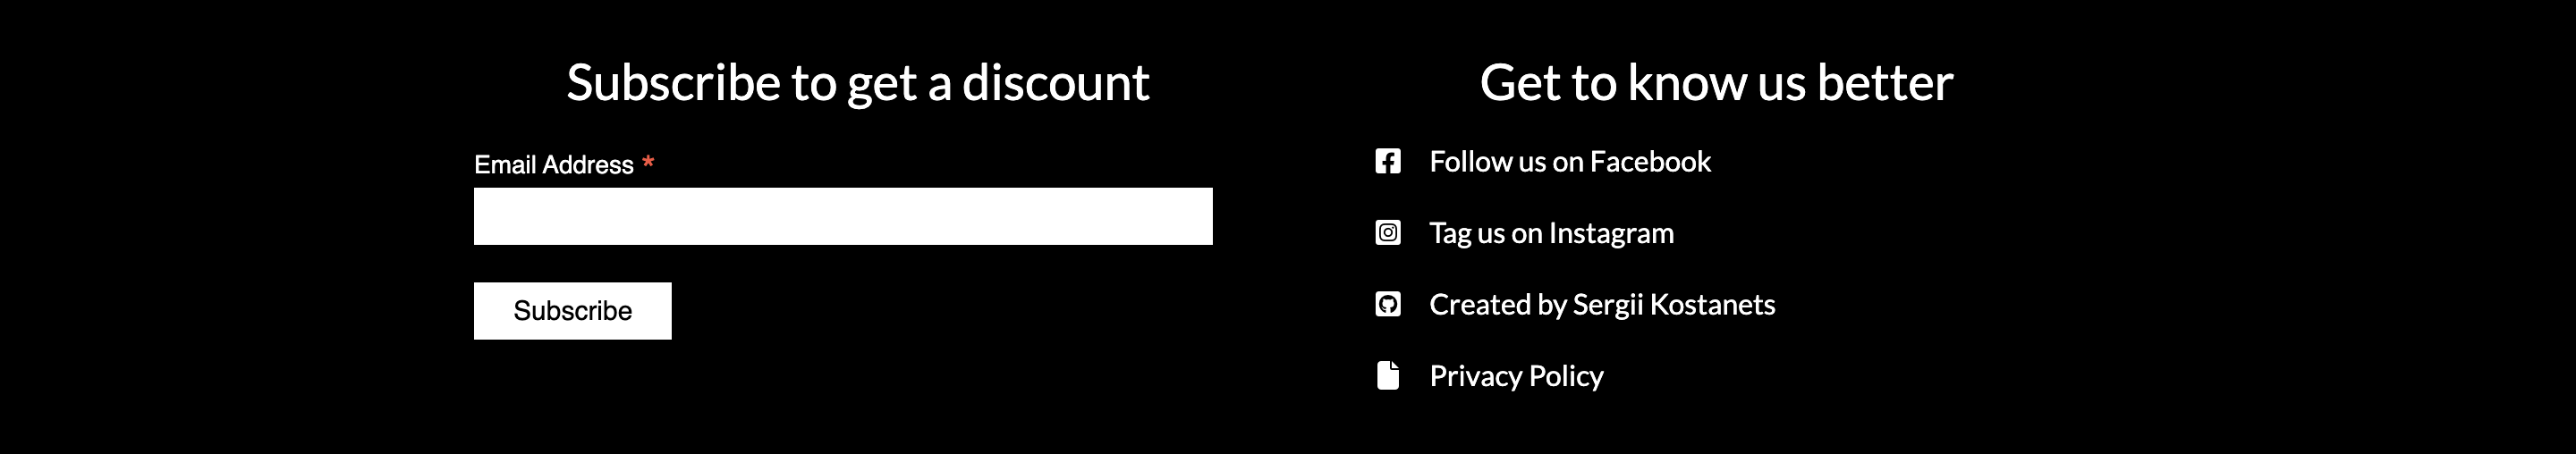 Subscribe to get a discount
Email Address *
Subscribe
Get to know us better
Follow us on Facebook
Tag us on Instagram
Created by Sergii Kostanets
Privacy Policy